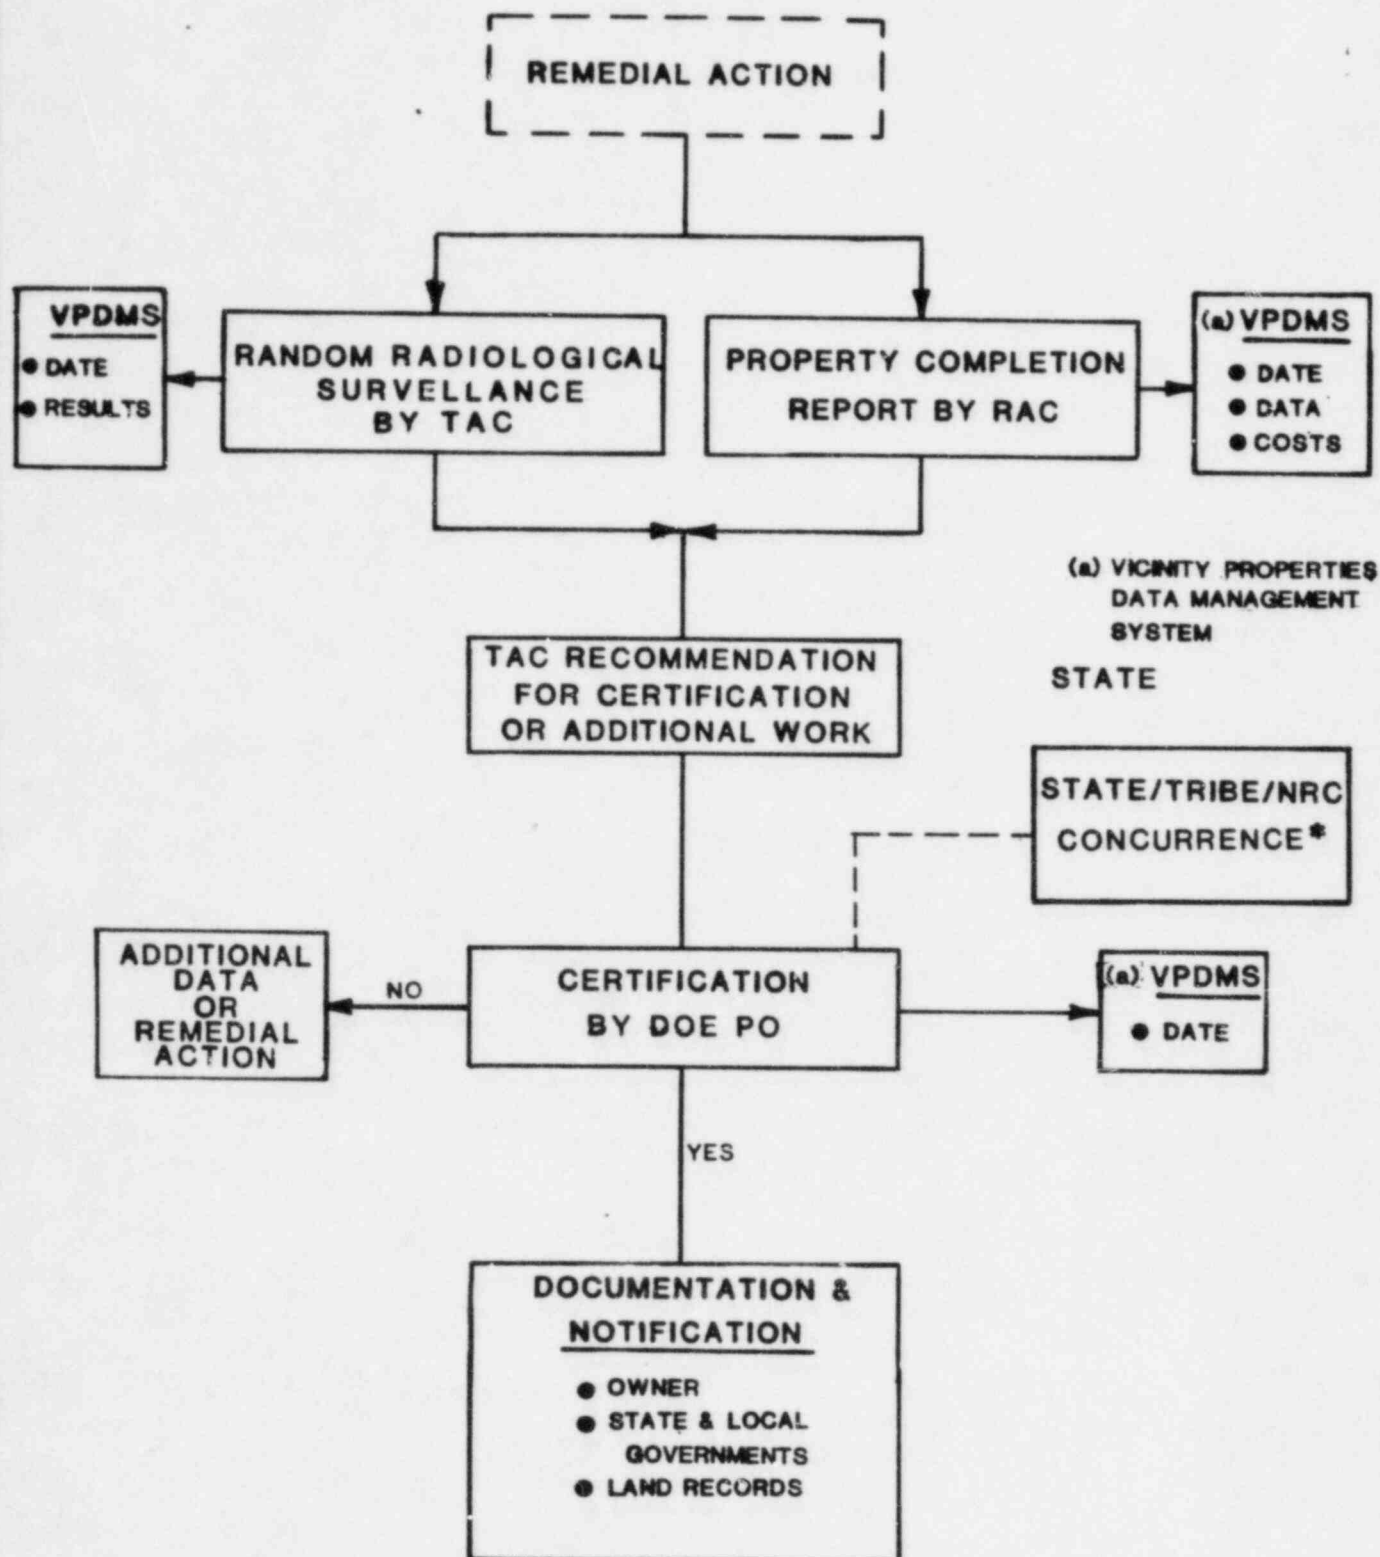 REMEDIAL ACTION
VPDMS
● DATE
● RESULTS
RANDOM RADIOLOGICAL
SURVELLANCE
BY TAC
PROPERTY COMPLETION
REPORT BY RAC
(a) VPDMS
● DATE
● DATA
● COSTS
(a) VICINITY PROPERTIES
DATA MANAGEMENT
SYSTEM
STATE
TAC RECOMMENDATION
FOR CERTIFICATION
OR ADDITIONAL WORK
STATE/TRIBE/NRC
CONCURRENCE*
ADDITIONAL
DATA
OR
REMEDIAL
ACTION
NO
CERTIFICATION
BY DOE PO
(a) VPDMS
● DATE
YES
DOCUMENTATION &
NOTIFICATION
● OWNER
● STATE & LOCAL
GOVERNMENTS
● LAND RECORDS